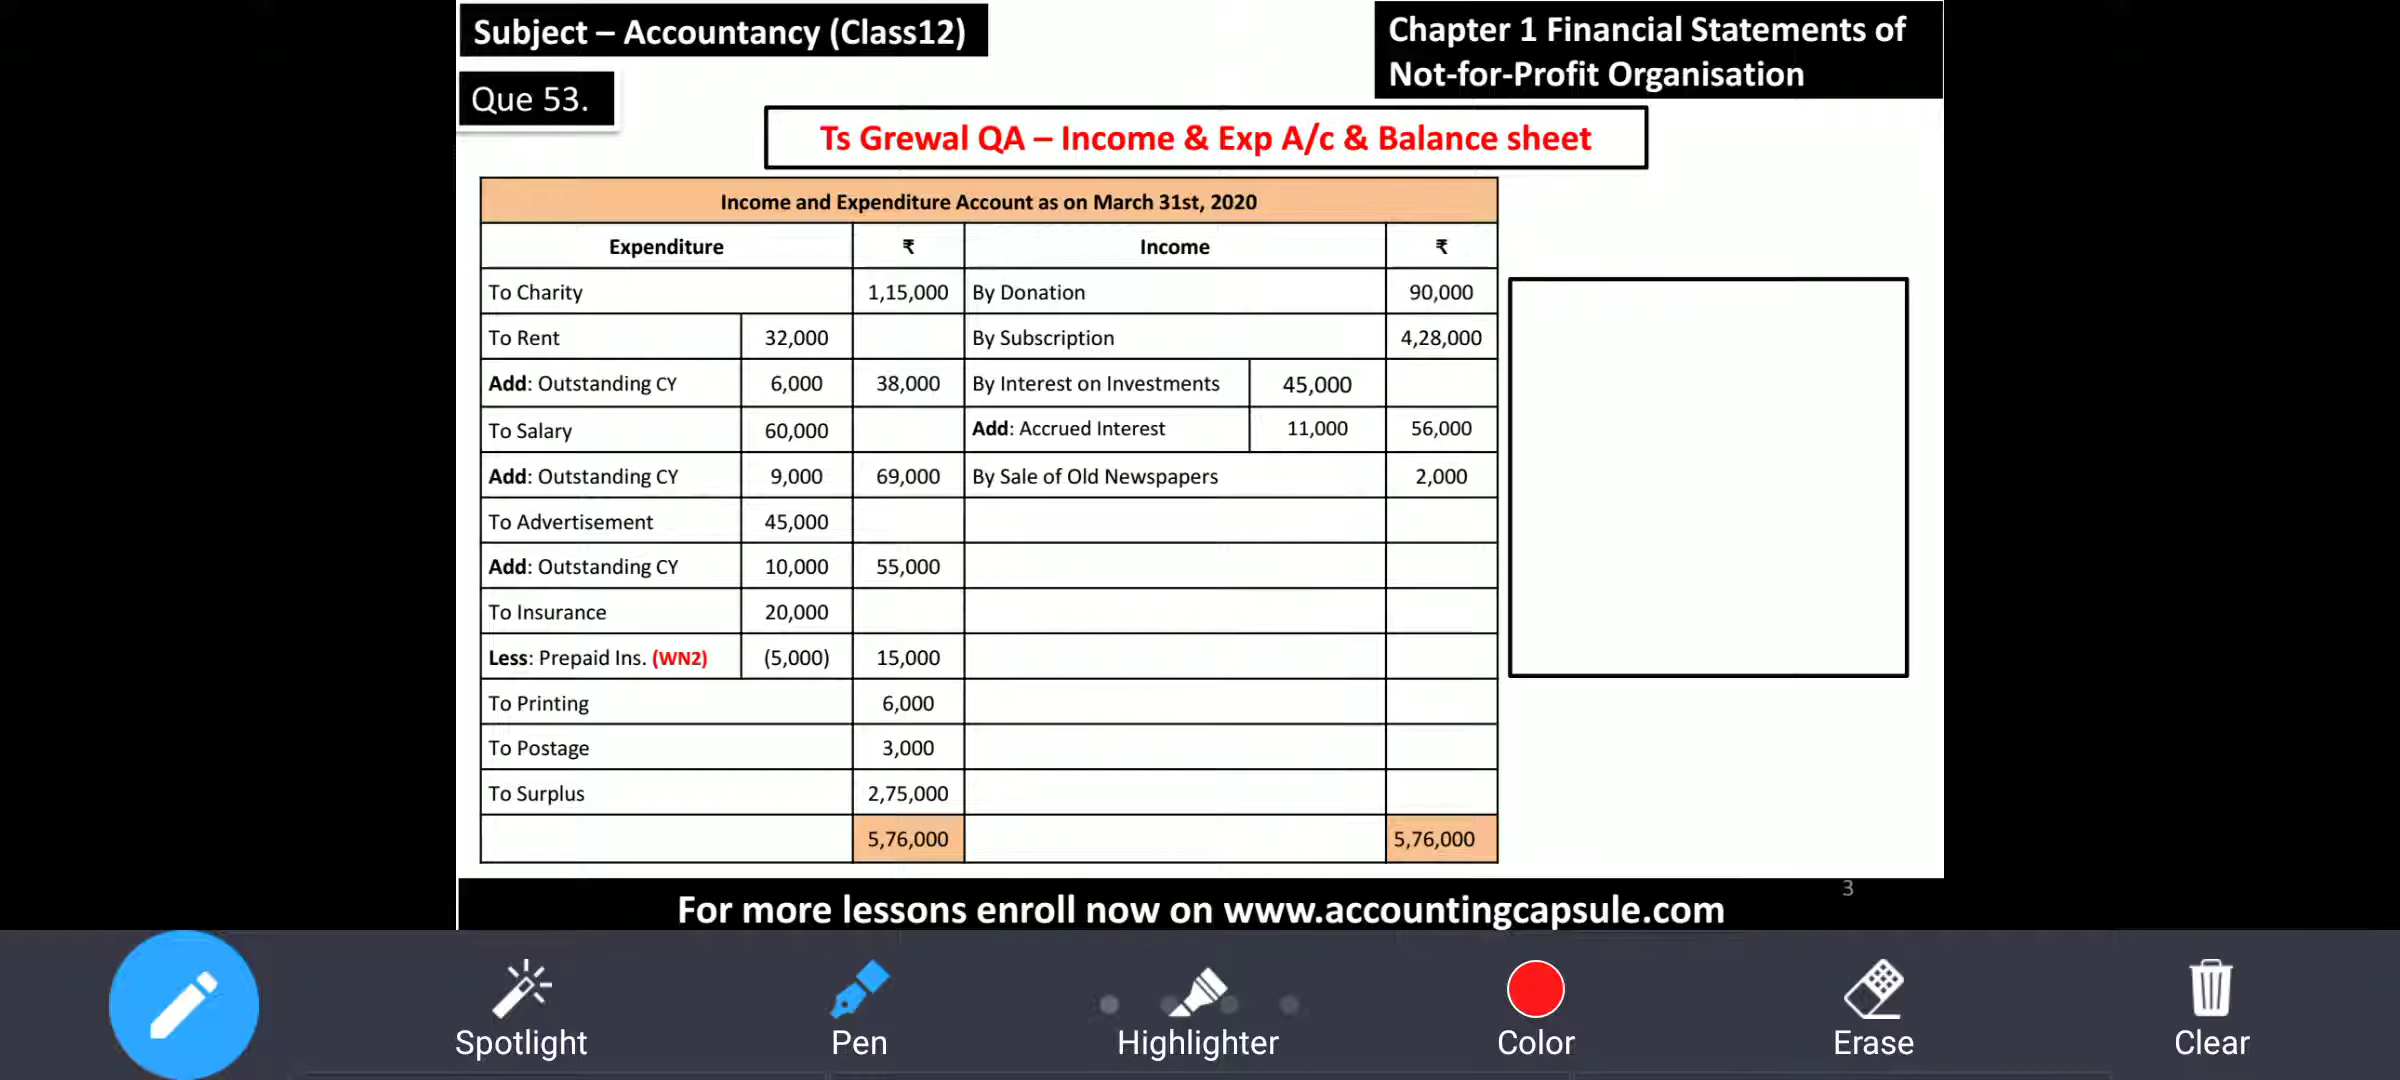 Subject – Accountancy (Class12)
Chapter 1 Financial Statements of
Not-for-Profit Organisation
Que 53.
Ts Grewal QA – Income & Exp A/c & Balance sheet
Income and Expenditure Account as on March 31st, 2020
Expenditure ₹ Income ₹
To Charity 1,15,000 By Donation 90,000
To Rent 32,000 By Subscription 4,28,000
Add: Outstanding CY 6,000 38,000 By Interest on Investments 45,000
To Salary 60,000 Add: Accrued Interest 11,000 56,000
Add: Outstanding CY 9,000 69,000 By Sale of Old Newspapers 2,000
To Advertisement 45,000
Add: Outstanding CY 10,000 55,000
To Insurance 20,000
Less: Prepaid Ins. (WN2) (5,000) 15,000
To Printing 6,000
To Postage 3,000
To Surplus 2,75,000
5,76,000 5,76,000
3
For more lessons enroll now on www.accountingcapsule.com
Spotlight Pen Highlighter Color Erase Clear